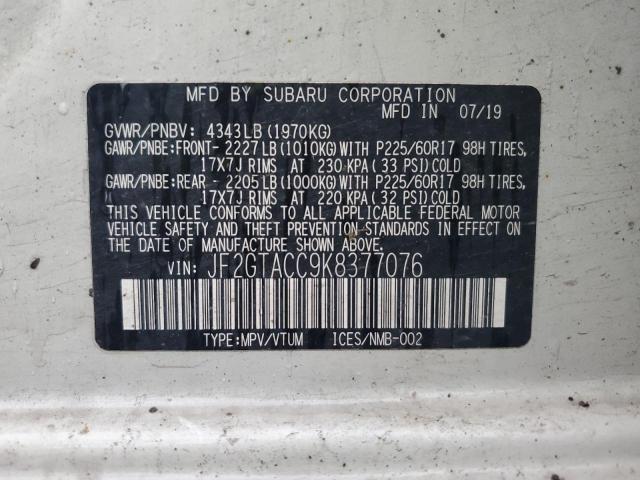 MFD BY SUBARU CORPORATION
MFD IN 07/19
GVWR/PNBV: 4343LB(1970KG)
GAWR/PNBE:FRONT- 2227LB(1010KG)WITH P225/60R17 98H TIRES,
17X7J RIMS AT 230 KPA(33 PSI)COLD
GAWR/PNBE:REAR - 2205LB(1000KG)WITH P225/60R17 98H TIRES,
17X7J RIMS AT 220 KPA(32 PSI)COLD
THIS VEHICLE CONFORMS TO ALL APPLICABLE FEDERAL MOTOR
VEHICLE SAFETY AND THEFT PREVENTION STANDARDS IN EFFECT
ON THE DATE OF MANUFACTURE SHOWN ABOVE.
VIN: JF2GTACC9K8377076
TYPE:MPV/VTUM ICES/NMB-002